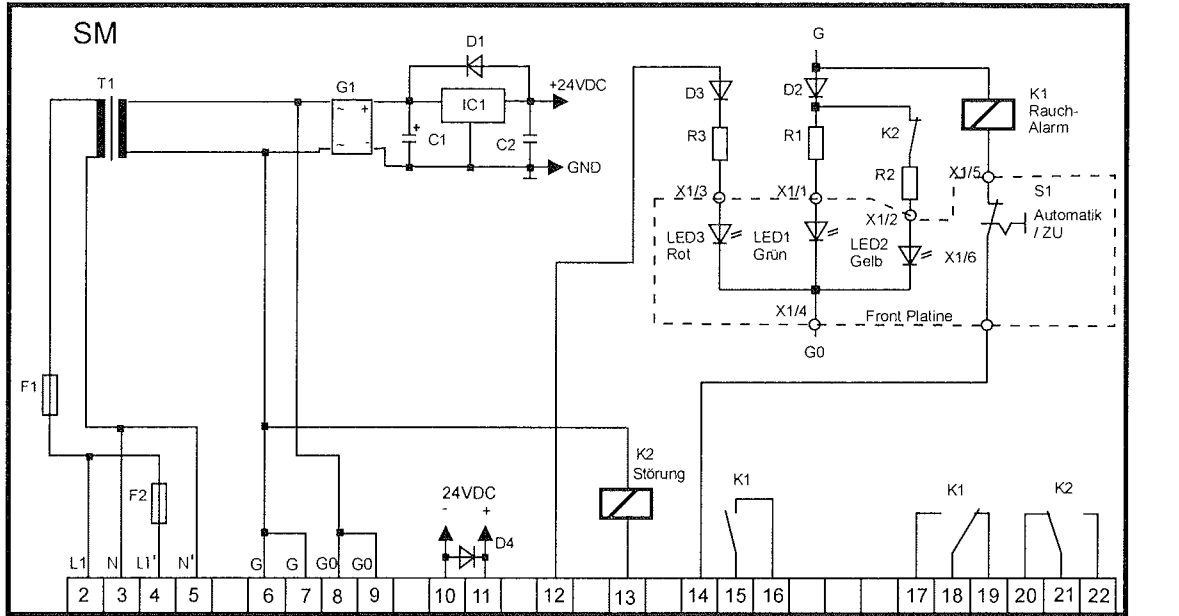 SM
D1
G
T1
G1
+24VDC
IC1
D3
D2
K1
Rauch-
Alarm
~ +
~ -
+
C1
C2
R3
R1
K2
GND
R2
X1/5
X1/3
X1/1
S1
Automatik
/ ZU
X1/2
LED3
Rot
LED1
Grün
LED2
Gelb
X1/6
X1/4
Front Platine
G0
F1
K2
Störung
F2
24VDC
- +
K1
K1
K2
D4
L1 N L1' N' G G G0 G0
2 3 4 5 6 7 8 9 10 11 12 13 14 15 16 17 18 19 20 21 22